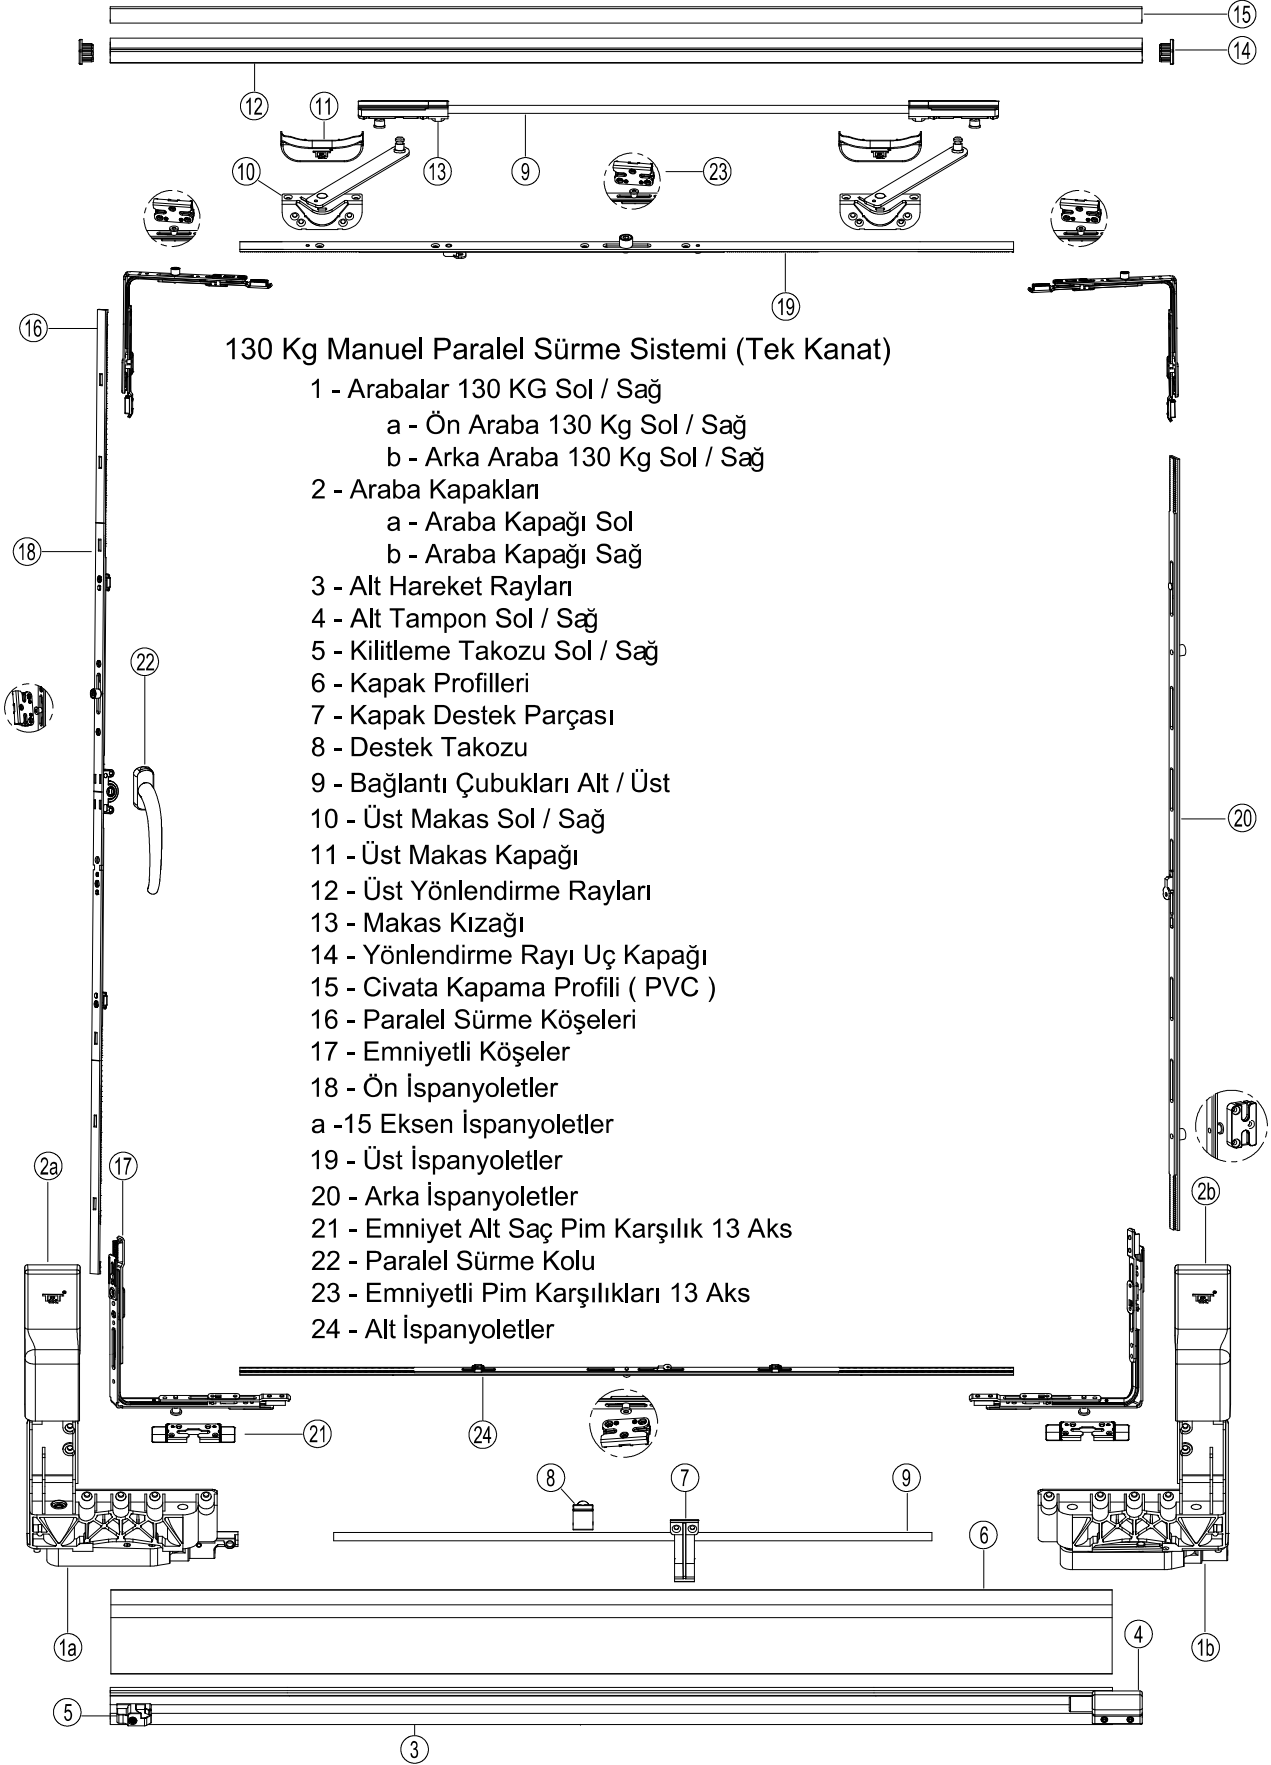 15
14
12
11
13
9
23
10
19
16
130 Kg Manuel Paralel Sürme Sistemi (Tek Kanat)
1 - Arabalar 130 KG Sol / Sağ
a - Ön Araba 130 Kg Sol / Sağ
b - Arka Araba 130 Kg Sol / Sağ
2 - Araba Kapakları
a - Araba Kapağı Sol
b - Araba Kapağı Sağ
3 - Alt Hareket Rayları
4 - Alt Tampon Sol / Sağ
5 - Kilitleme Takozu Sol / Sağ
6 - Kapak Profilleri
7 - Kapak Destek Parçası
8 - Destek Takozu
9 - Bağlantı Çubukları Alt / Üst
10 - Üst Makas Sol / Sağ
11 - Üst Makas Kapağı
12 - Üst Yönlendirme Rayları
13 - Makas Kızağı
14 - Yönlendirme Rayı Uç Kapağı
15 - Civata Kapama Profili ( PVC )
16 - Paralel Sürme Köşeleri
17 - Emniyetli Köşeler
18 - Ön İspanyoletler
a -15 Eksen İspanyoletler
19 - Üst İspanyoletler
20 - Arka İspanyoletler
21 - Emniyet Alt Saç Pim Karşılık 13 Aks
22 - Paralel Sürme Kolu
23 - Emniyetli Pim Karşılıkları 13 Aks
24 - Alt İspanyoletler
18
22
20
2a
17
2b
21
24
8
7
9
6
1a
1b
4
5
3